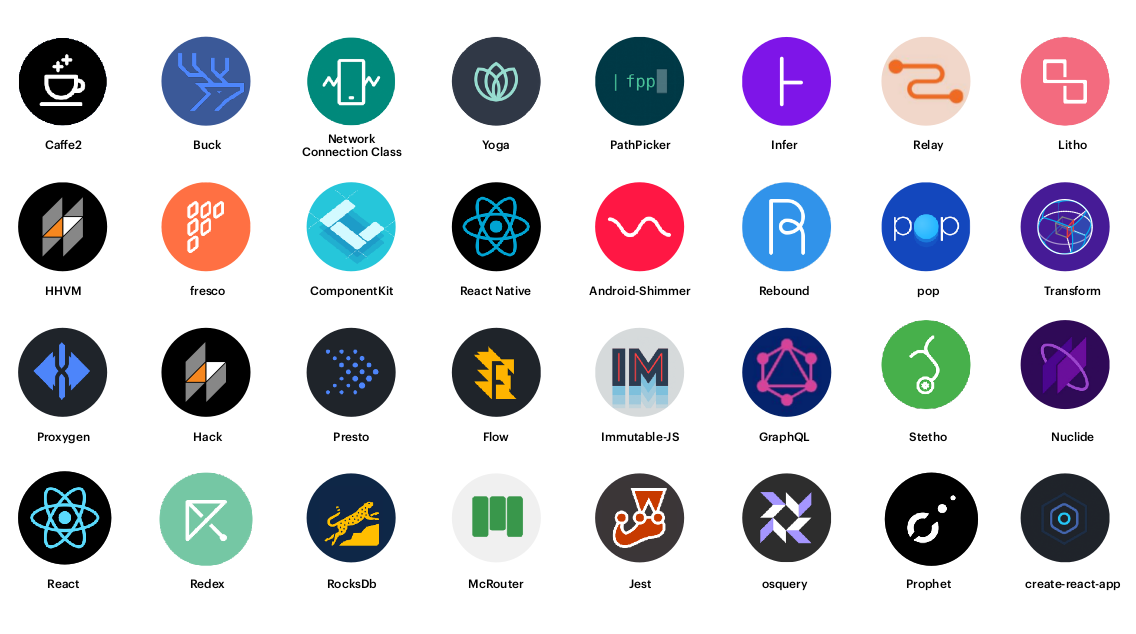 | fpp
Caffe2
Buck
Network
Connection Class
Yoga
PathPicker
Infer
Relay
Litho
pop
HHVM
fresco
ComponentKit
React Native
Android-Shimmer
Rebound
pop
Transform
IM
Proxygen
Hack
Presto
Flow
Immutable-JS
GraphQL
Stetho
Nuclide
React
Redex
RocksDb
McRouter
Jest
osquery
Prophet
create-react-app